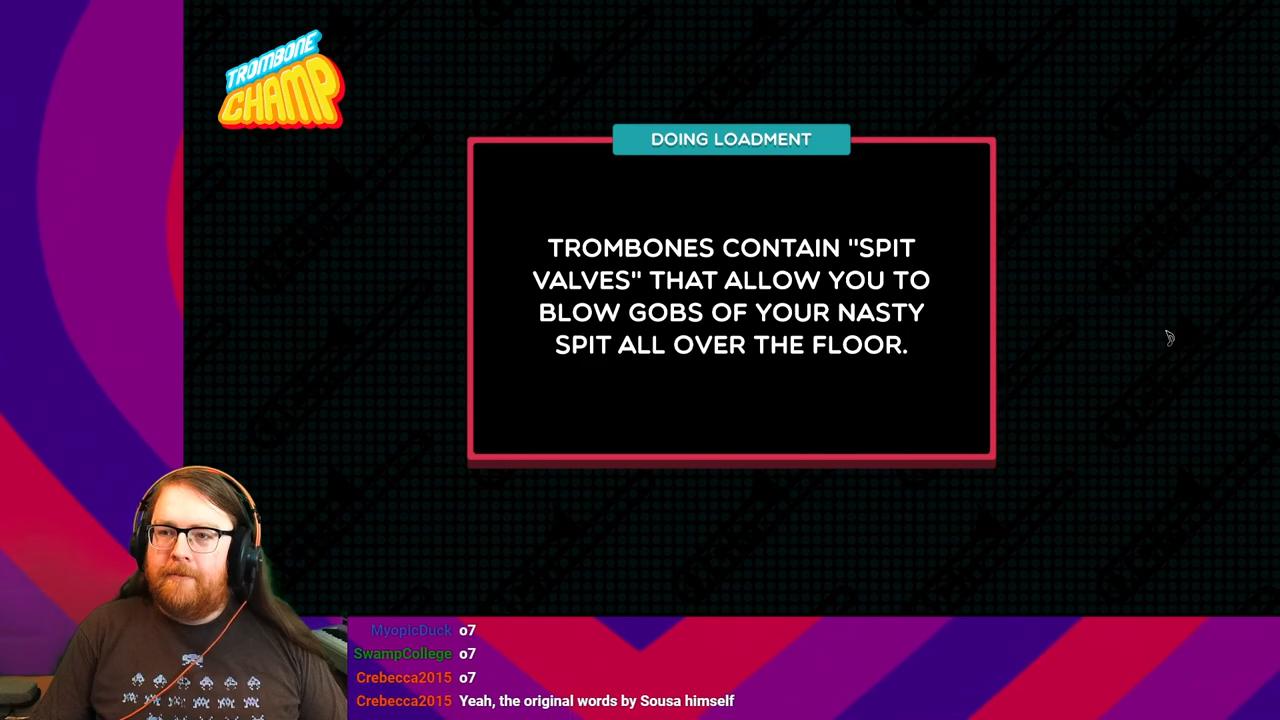 TROMBONE
CHAMP
DOING LOADMENT
TROMBONES CONTAIN "SPIT
VALVES" THAT ALLOW YOU TO
BLOW GOBS OF YOUR NASTY
SPIT ALL OVER THE FLOOR.
MyopicDuck o7
SwampCollege o7
Crebecca2015 o7
Crebecca2015 Yeah, the original words by Sousa himself